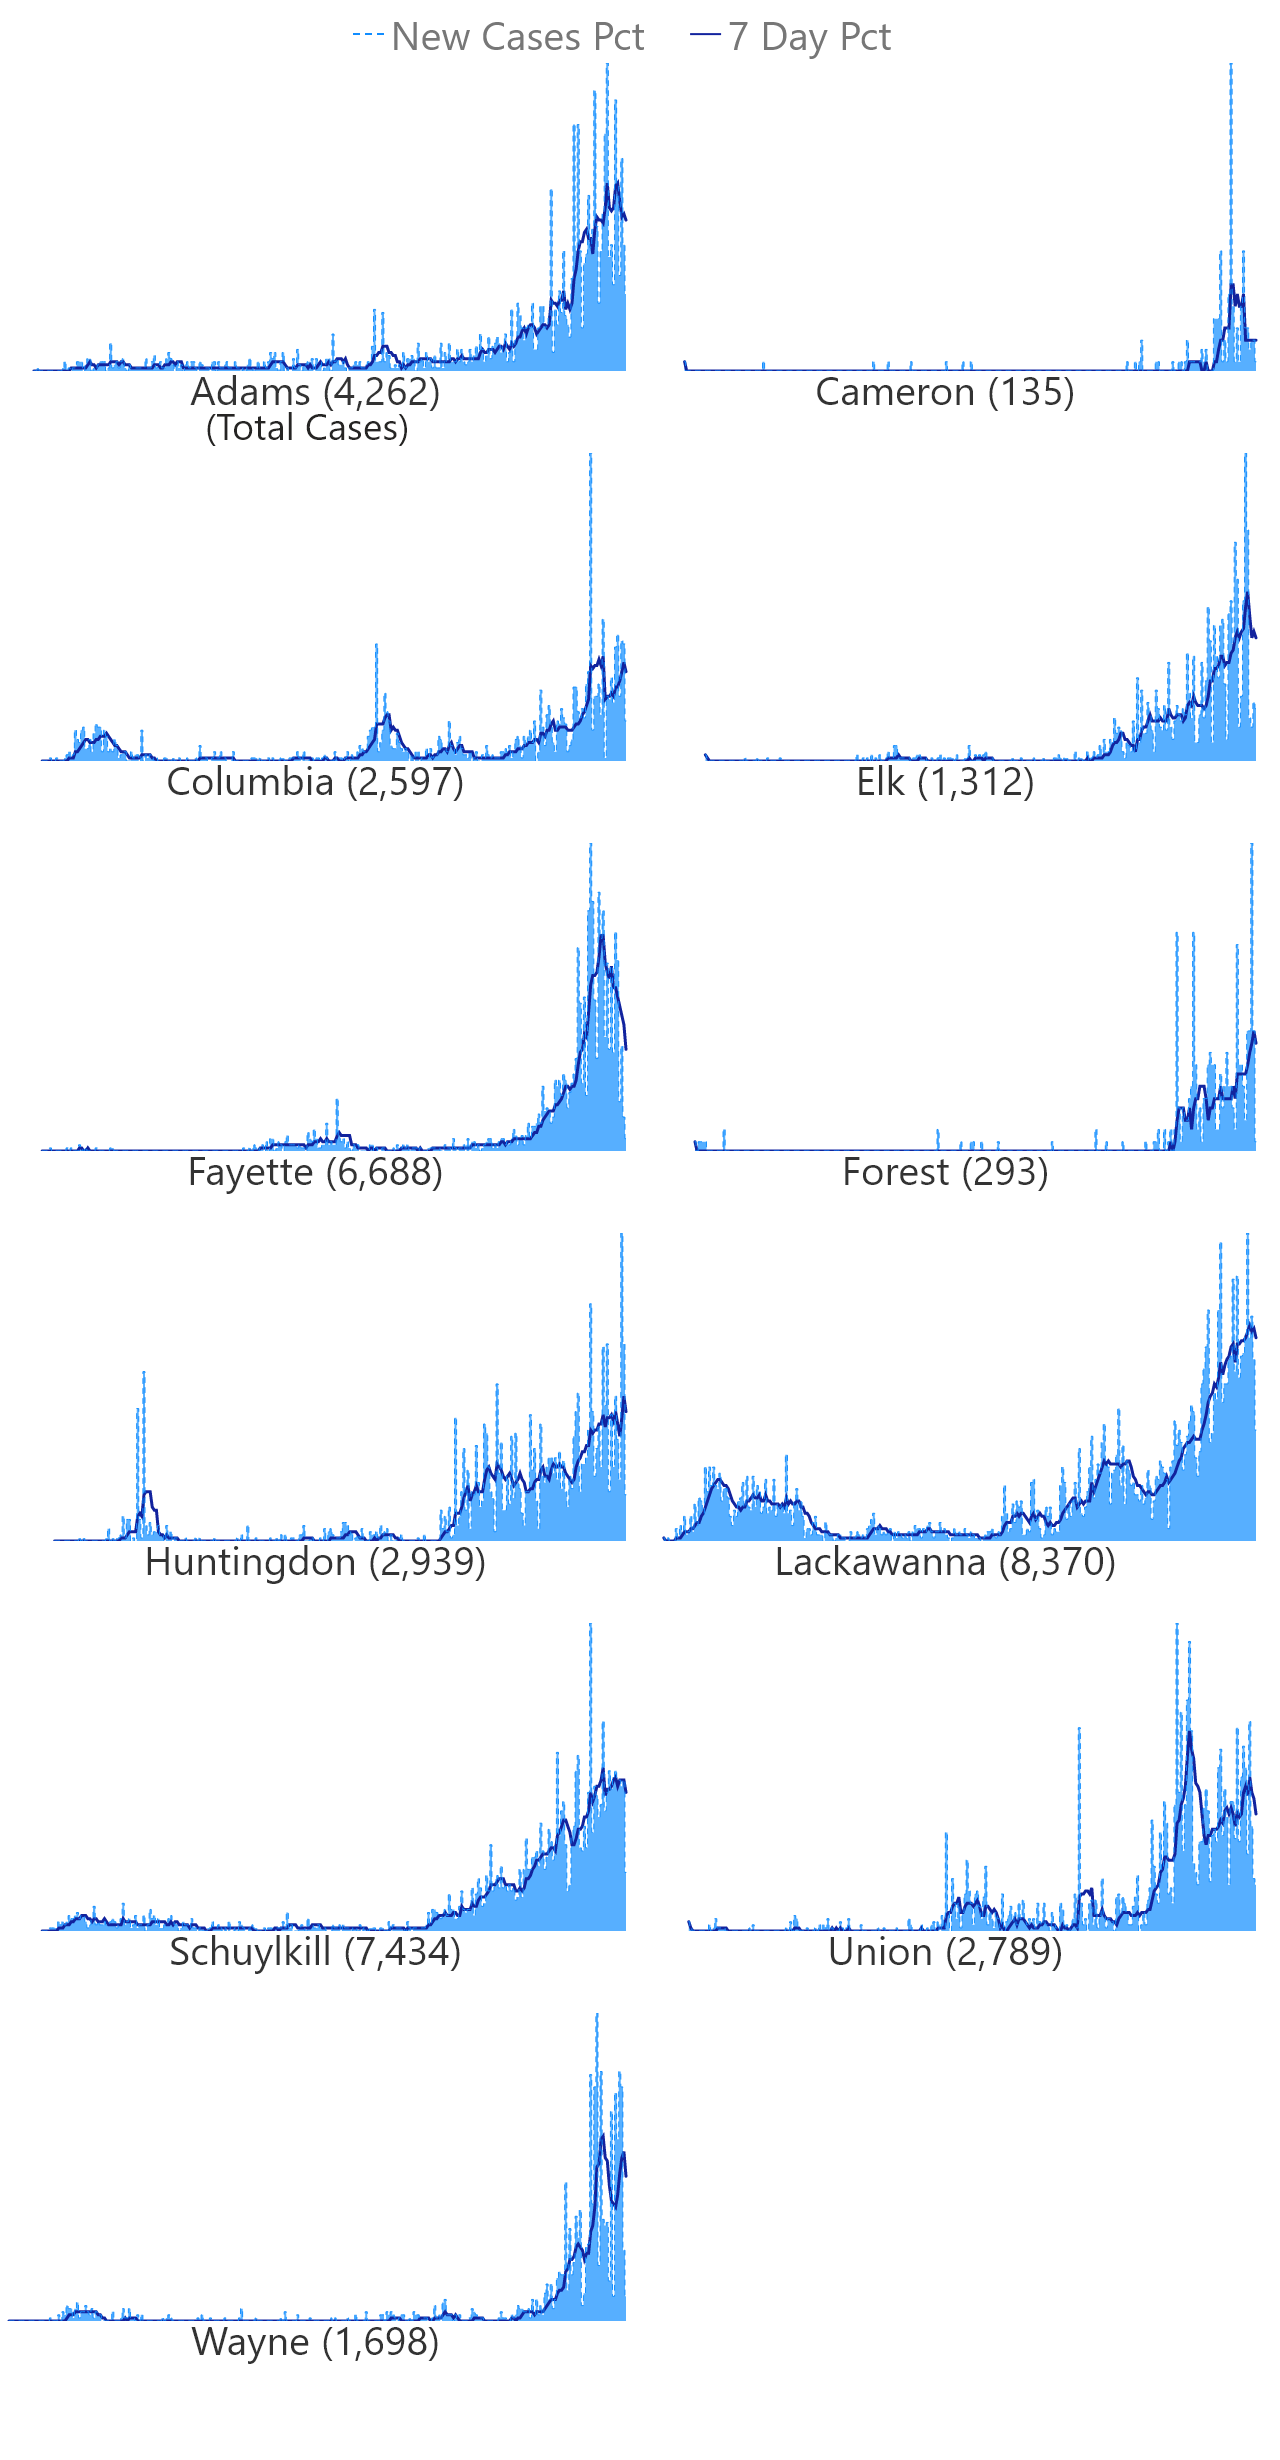 New Cases Pct 7 Day Pct
Adams (4,262) Cameron (135)
(Total Cases)
Columbia (2,597) Elk (1,312)
Fayette (6,688) Forest (293)
Huntingdon (2,939) Lackawanna (8,370)
Schuylkill (7,434) Union (2,789)
Wayne (1,698)